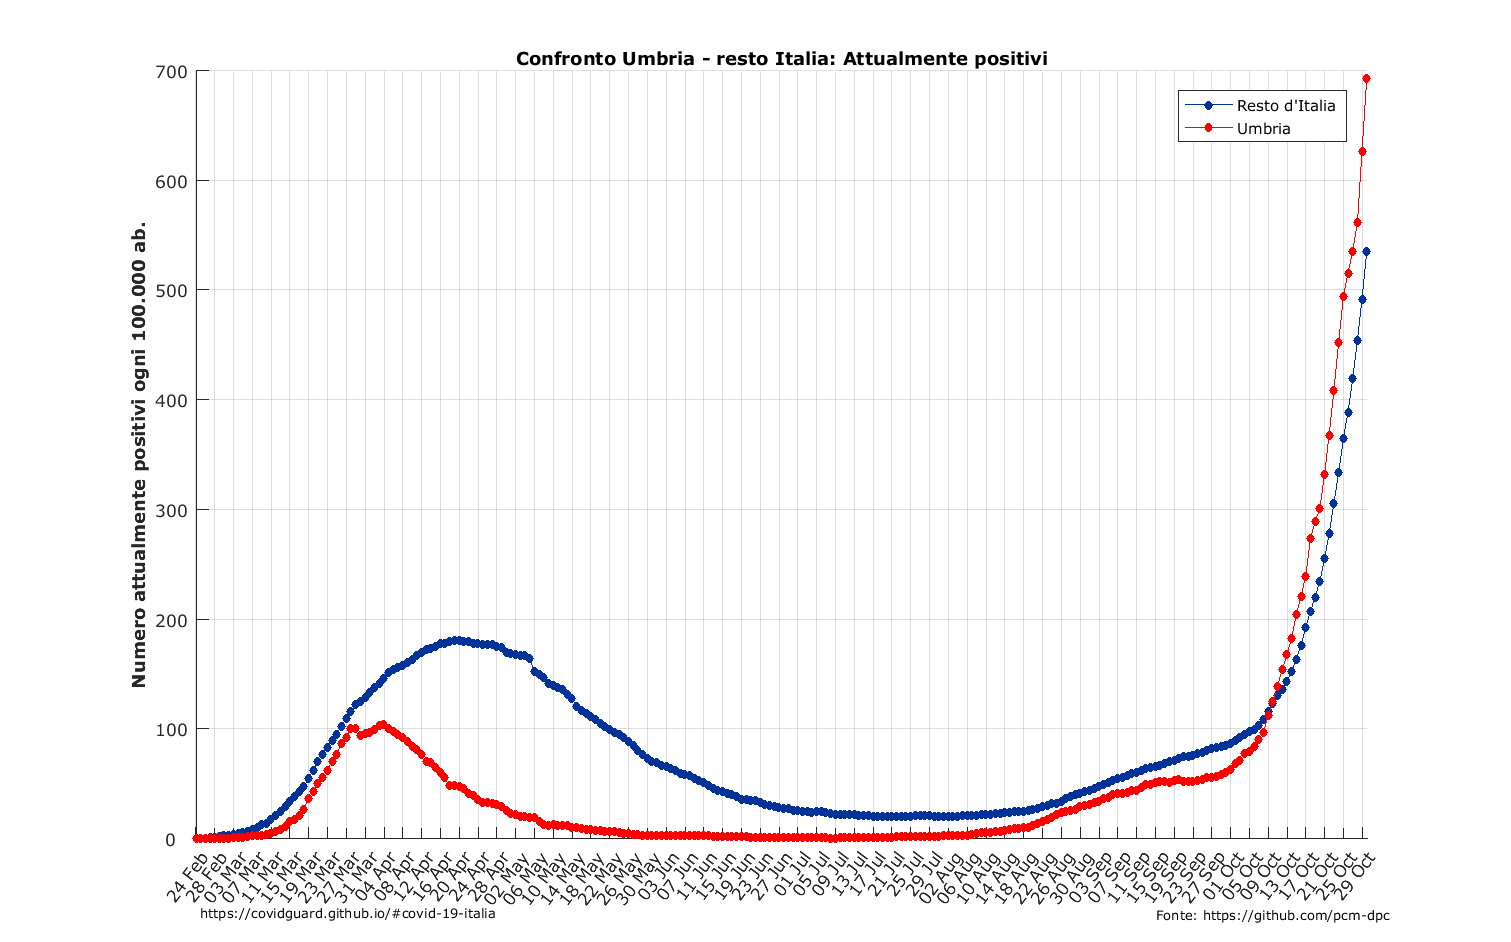 Confronto Umbria - resto Italia: Attualmente positivi
Resto d'Italia
Umbria
Numero attualmente positivi ogni 100.000 ab.
700
600
500
400
300
200
100
0
24 Feb
28 Feb
03 Mar
07 Mar
11 Mar
15 Mar
19 Mar
23 Mar
27 Mar
31 Mar
04 Apr
08 Apr
12 Apr
16 Apr
20 Apr
24 Apr
28 Apr
02 May
06 May
10 May
14 May
18 May
22 May
26 May
30 May
03 Jun
07 Jun
11 Jun
15 Jun
19 Jun
23 Jun
27 Jun
01 Jul
05 Jul
09 Jul
13 Jul
17 Jul
21 Jul
25 Jul
29 Jul
02 Aug
06 Aug
10 Aug
14 Aug
18 Aug
22 Aug
26 Aug
30 Aug
03 Sep
07 Sep
11 Sep
15 Sep
19 Sep
23 Sep
27 Sep
01 Oct
05 Oct
09 Oct
13 Oct
17 Oct
21 Oct
25 Oct
29 Oct
https://covidguard.github.io/#covid-19-italia
Fonte: https://github.com/pcm-dpc